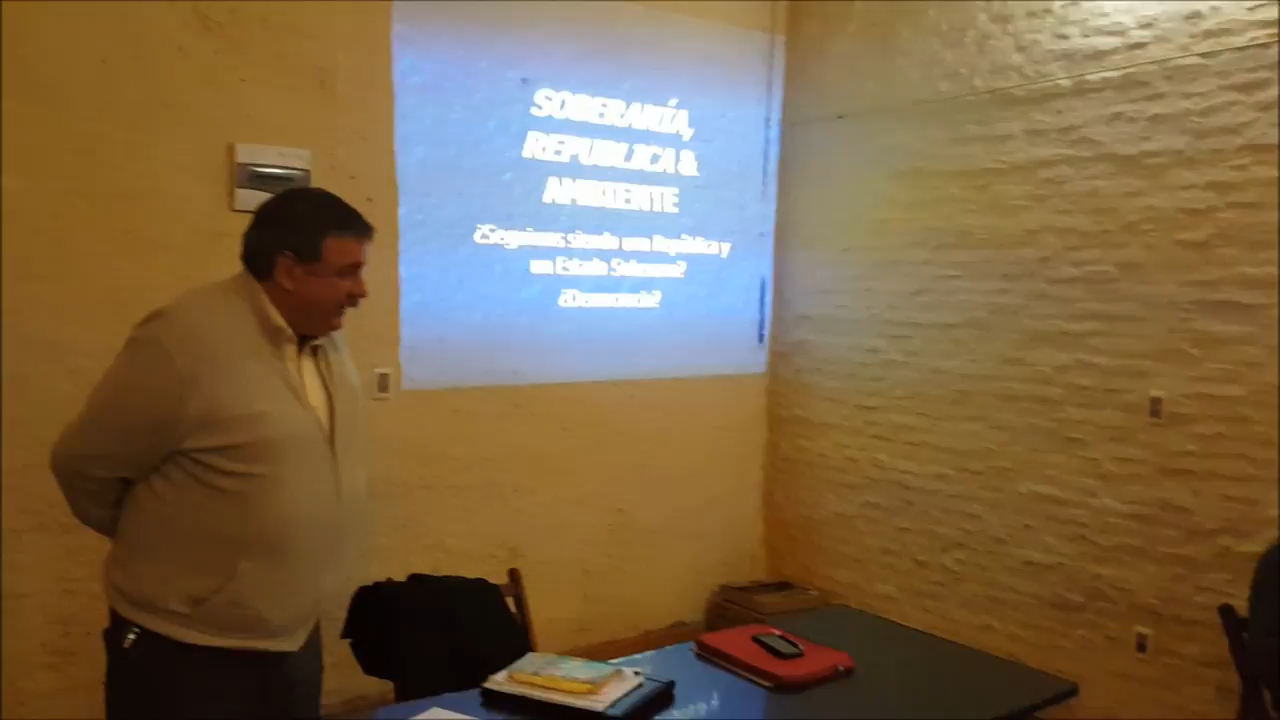 SOBERANÍA,
REPUBLICA &
AMBIENTE
¿Seguimos siendo una República y
un Estado Soberano?
¿Democracia?